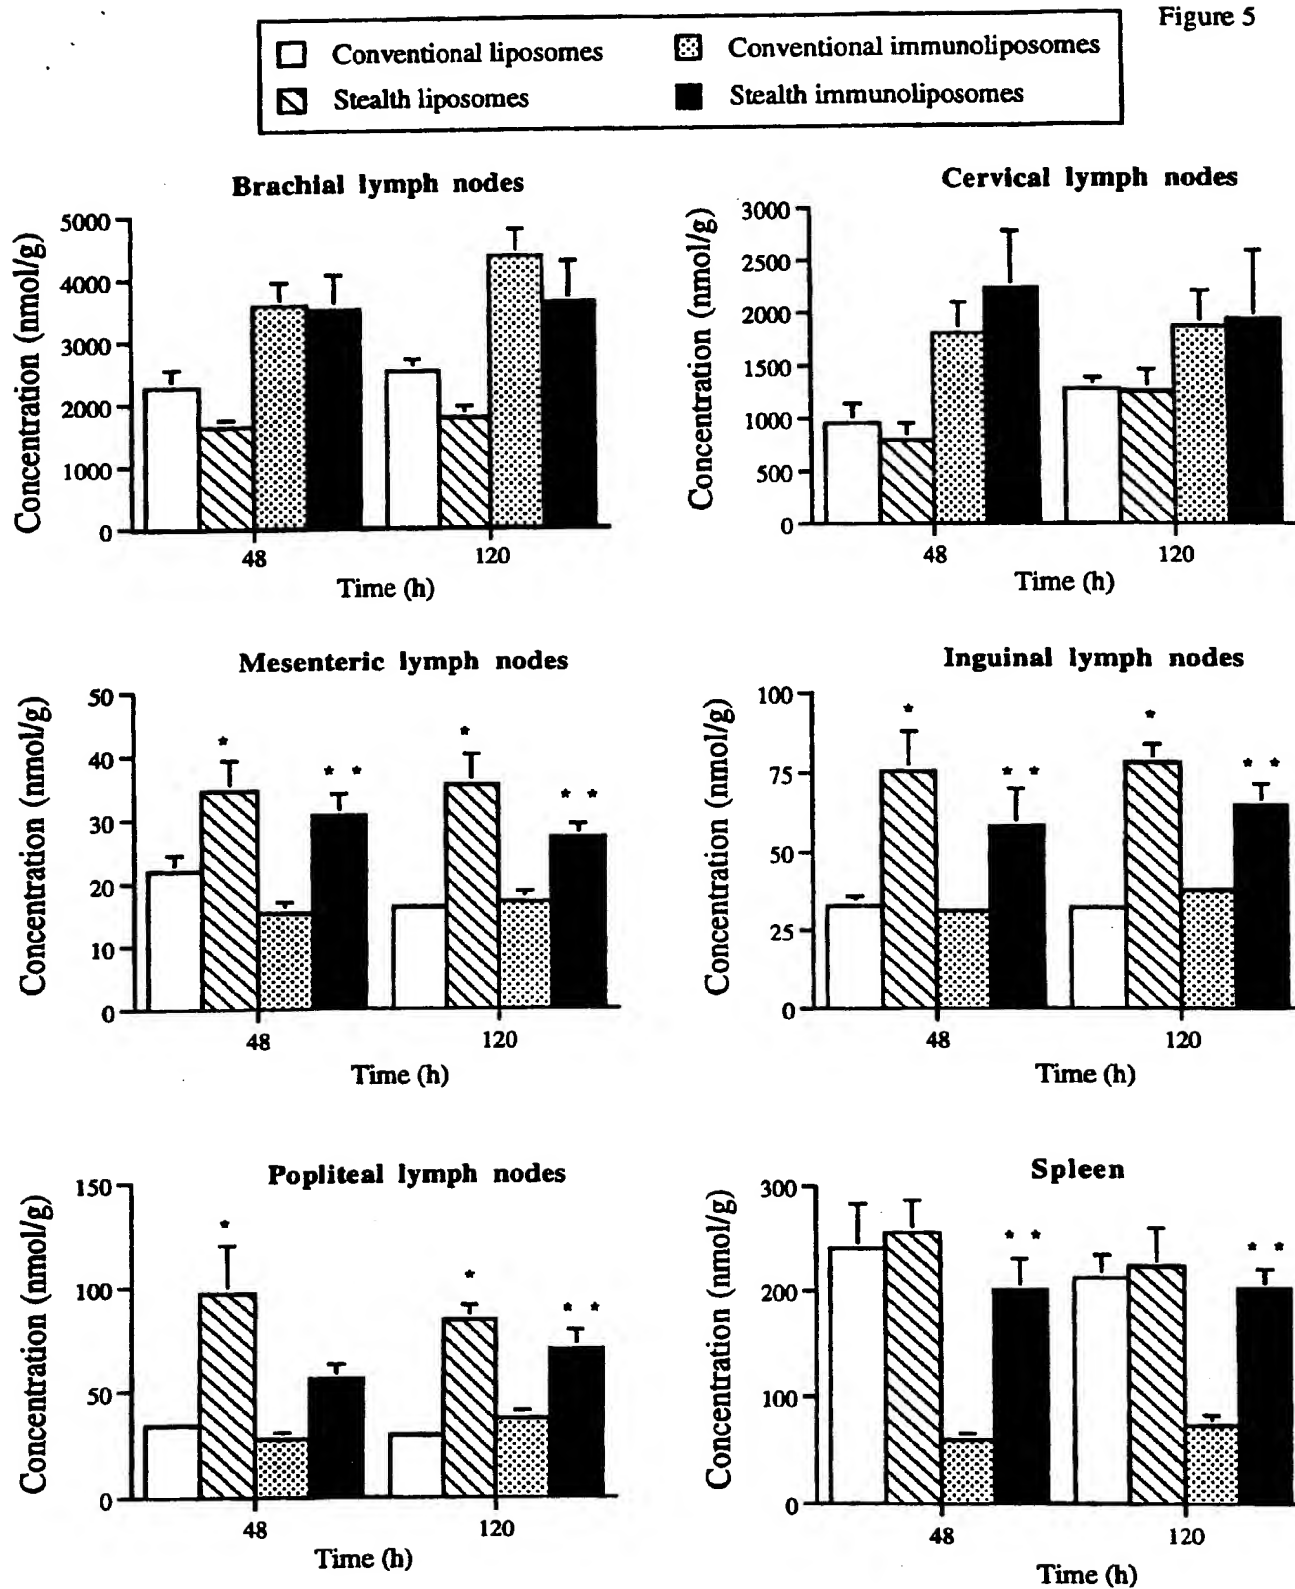 Figure 5
Conventional liposomes
Conventional immunoliposomes
Stealth liposomes
Stealth immunoliposomes
Brachial lymph nodes
Concentration (nmol/g)
5000
4000
3000
2000
1000
0
48
120
Time (h)
Cervical lymph nodes
Concentration (nmol/g)
3000
2500
2000
1500
1000
500
0
48
120
Time (h)
Mesenteric lymph nodes
Concentration (nmol/g)
50
40
30
20
10
0
*
* *
*
* *
48
120
Time (h)
Inguinal lymph nodes
Concentration (nmol/g)
100
75
50
25
0
*
* *
*
* *
48
120
Time (h)
Popliteal lymph nodes
Concentration (nmol/g)
150
100
50
0
*
*
* *
48
120
Time (h)
Spleen
Concentration (nmol/g)
300
200
100
0
* *
* *
48
120
Time (h)